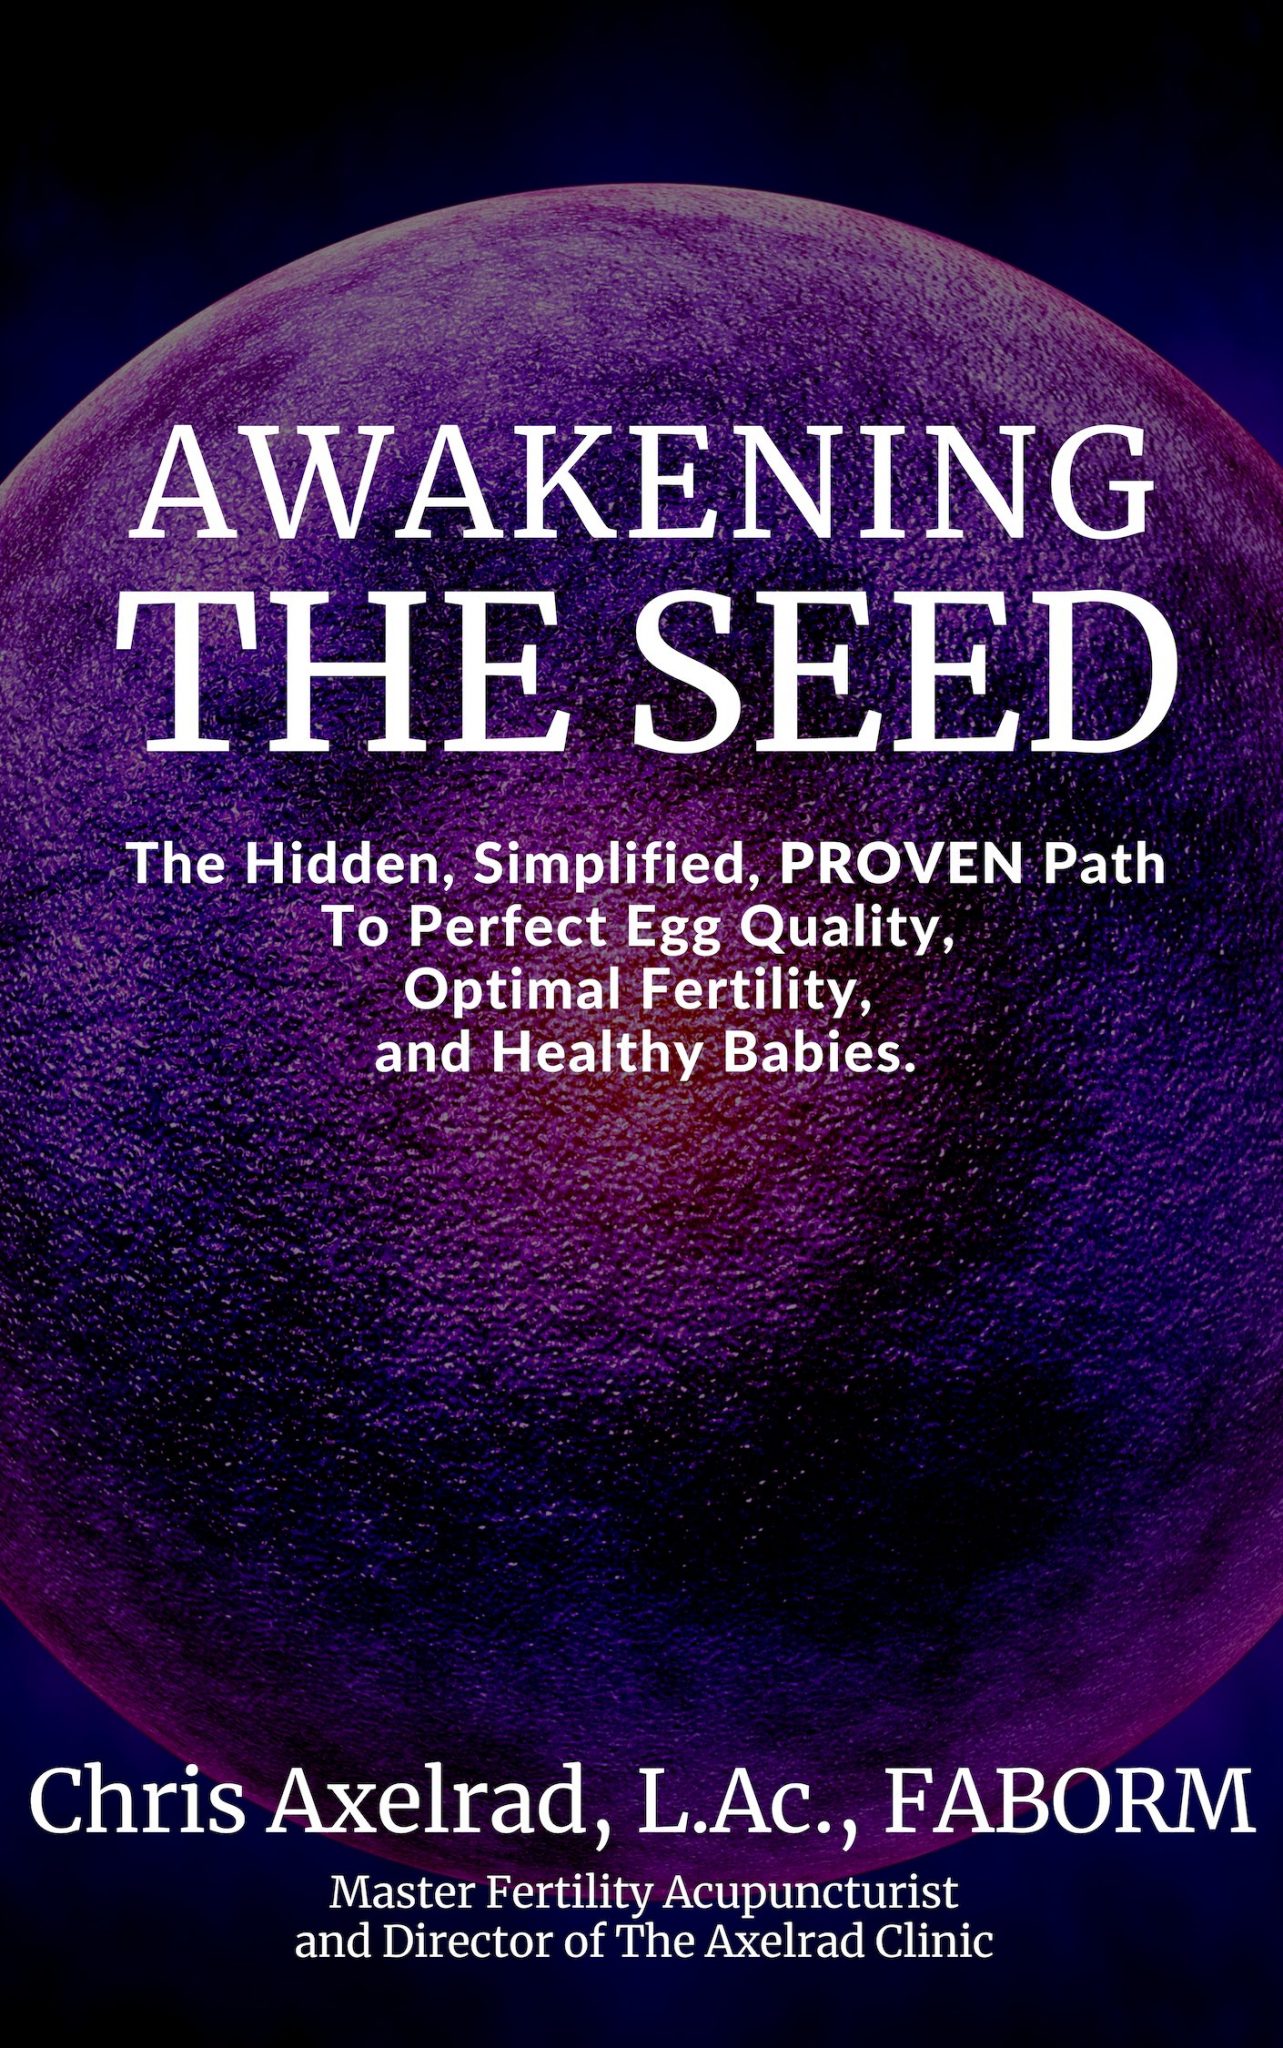 AWAKENING
THE SEED
The Hidden, Simplified, PROVEN Path
To Perfect Egg Quality,
Optimal Fertility,
and Healthy Babies.
Chris Axelrad, L.Ac., FABORM
Master Fertility Acupuncturist
and Director of The Axelrad Clinic